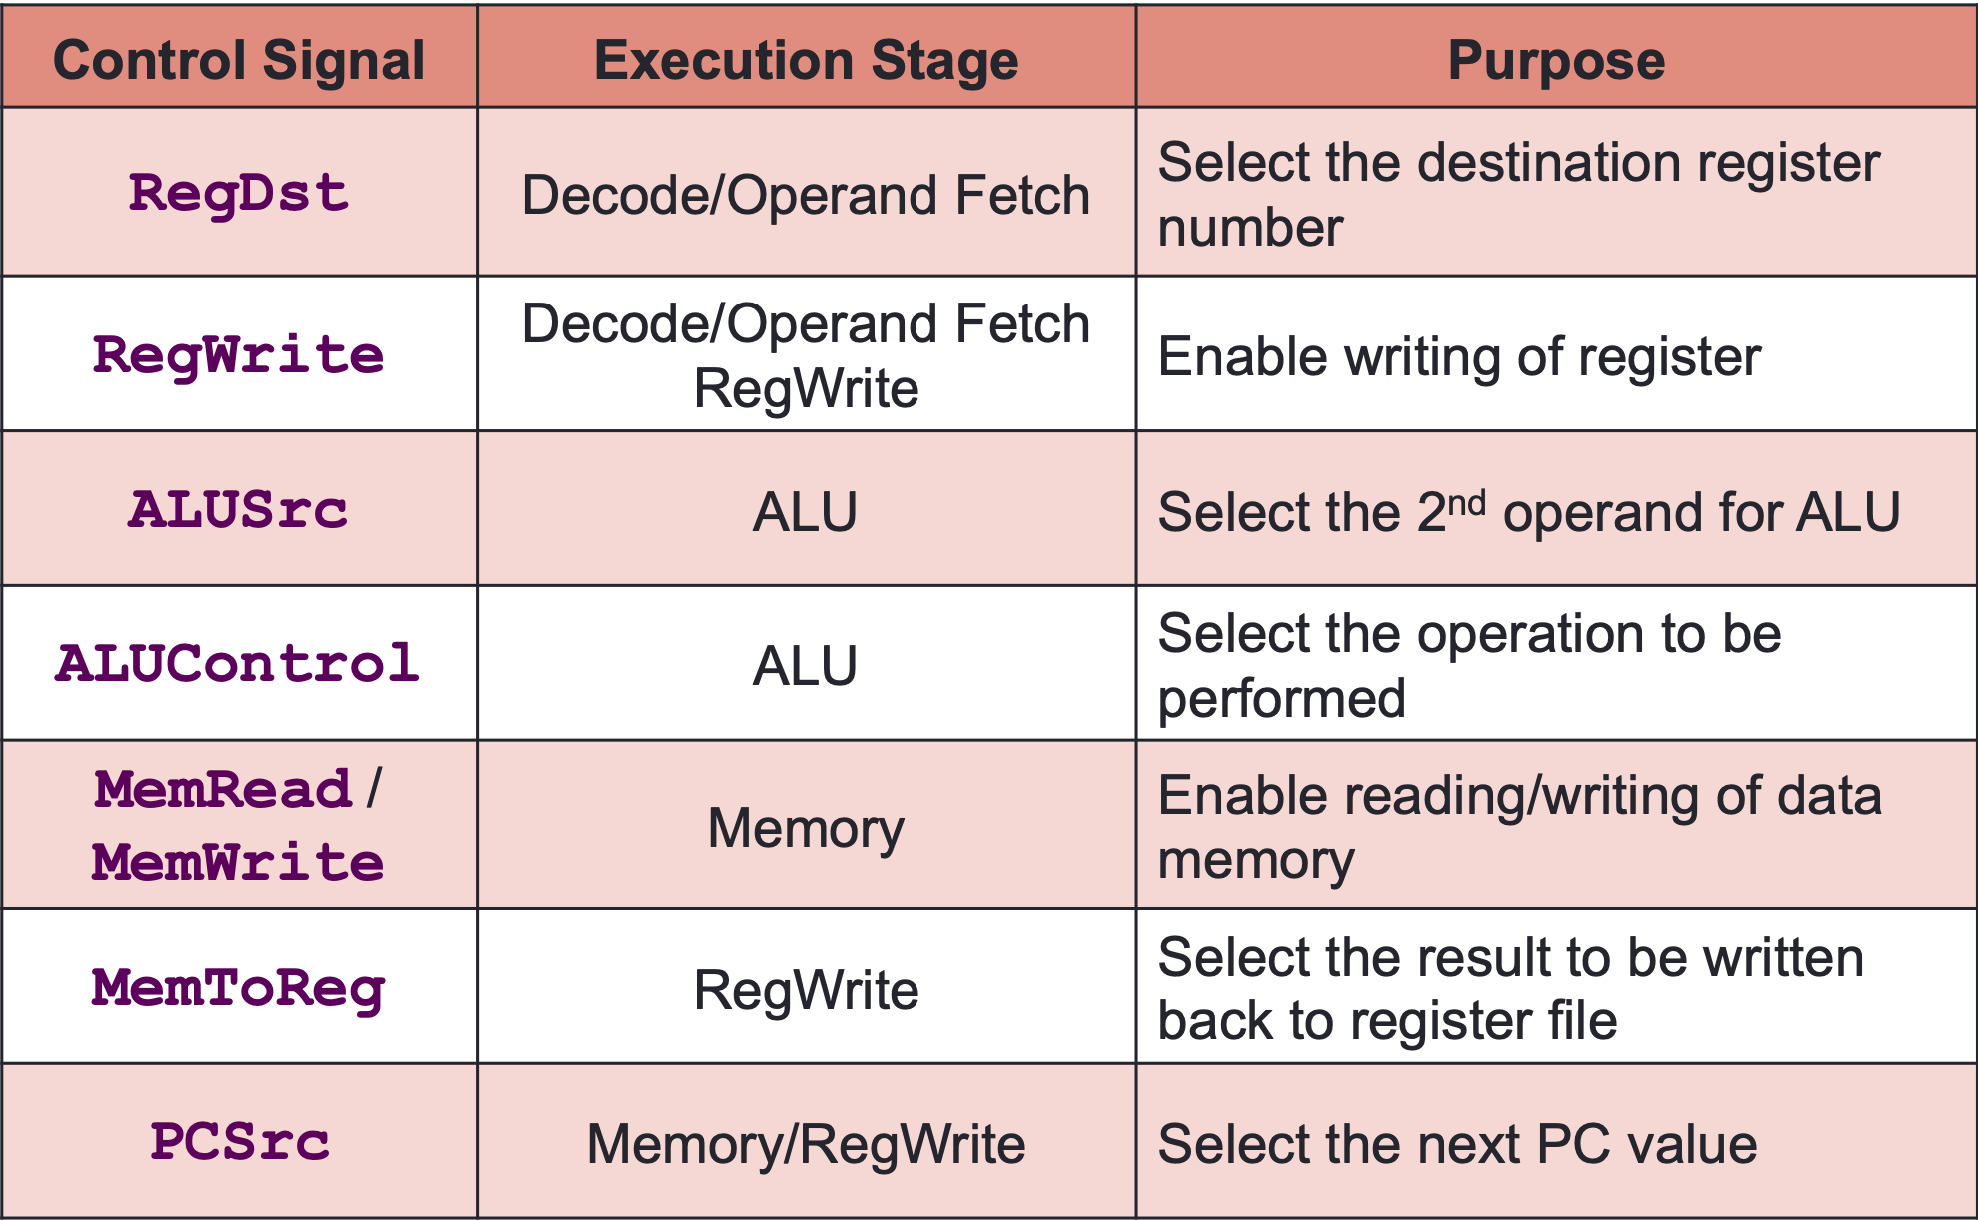 Control Signal Execution Stage Purpose
RegDst Decode/Operand Fetch Select the destination register
number
RegWrite Decode/Operand Fetch
RegWrite Enable writing of register
ALUSrc ALU Select the 2nd operand for ALU
ALUControl ALU Select the operation to be
performed
MemRead /
MemWrite Memory Enable reading/writing of data
memory
MemToReg RegWrite Select the result to be written
back to register file
PCSrc Memory/RegWrite Select the next PC value